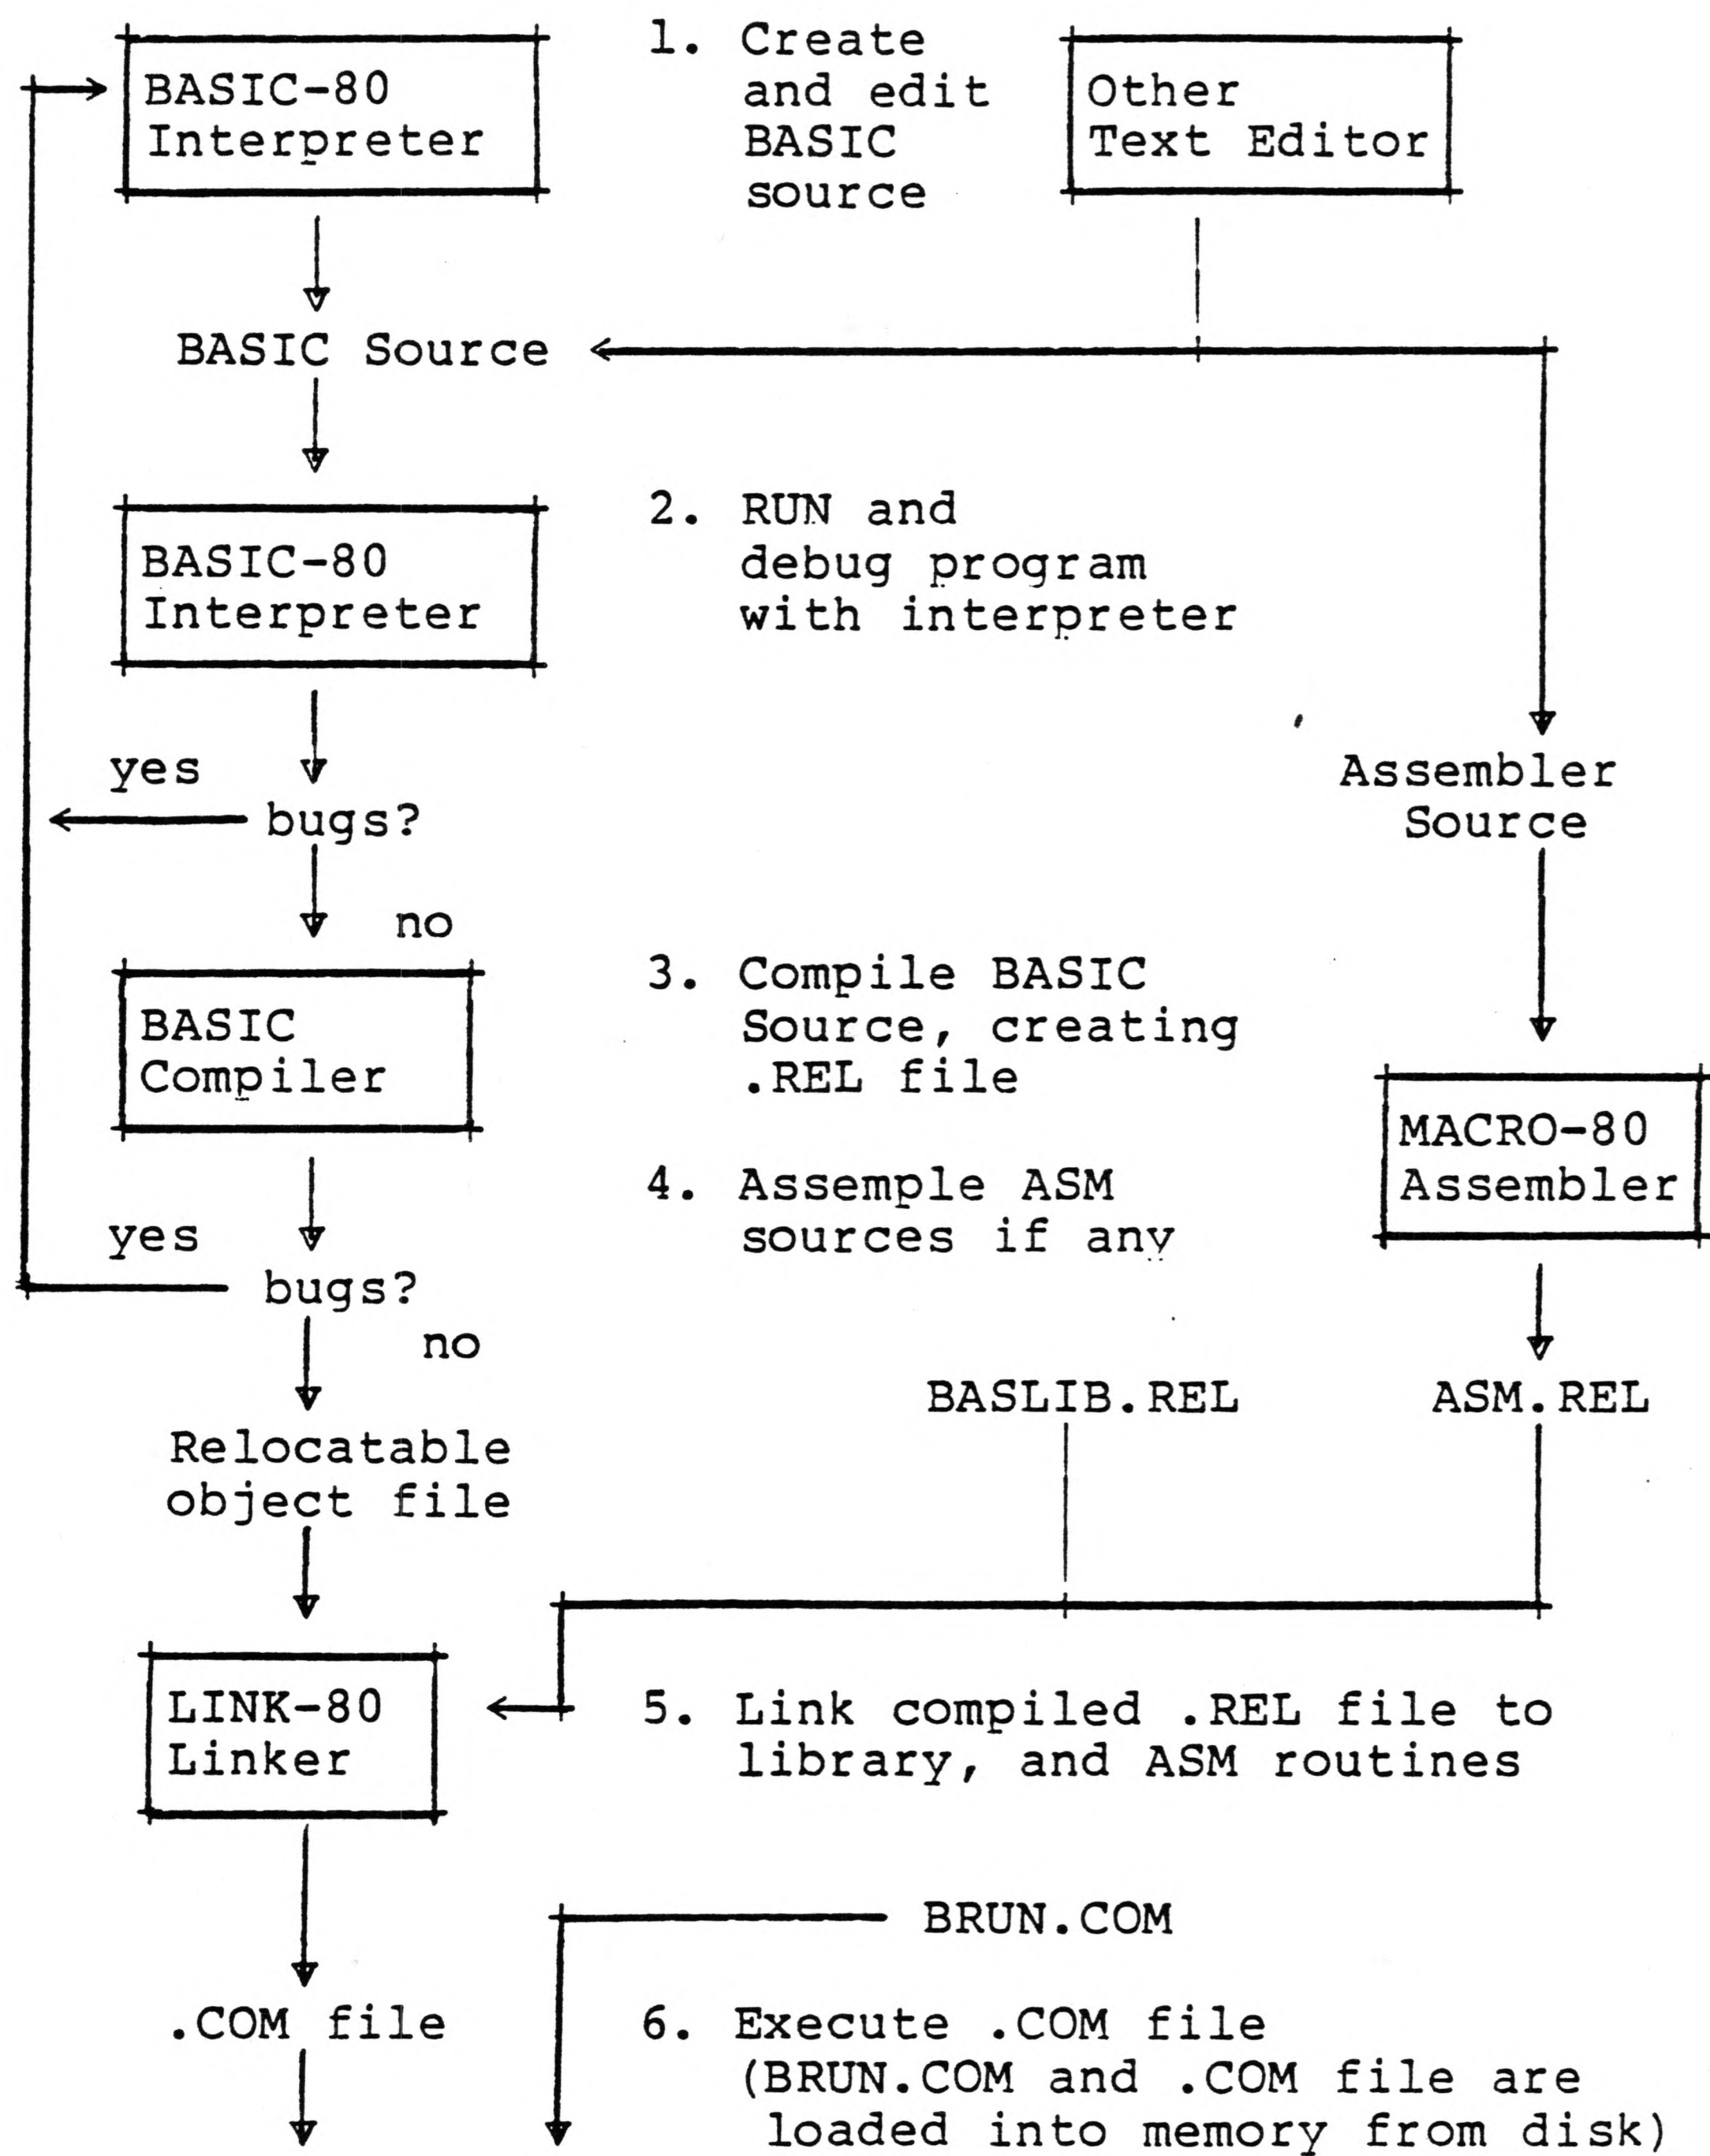 BASIC-80
Interpreter
1. Create
and edit
BASIC
source
Other
Text Editor
BASIC Source
BASIC-80
Interpreter
2. RUN and
debug program
with interpreter
yes
bugs?
no
Assembler
Source
BASIC
Compiler
3. Compile BASIC
Source, creating
.REL file
MACRO-80
Assembler
4. Assemple ASM
sources if any
yes
bugs?
no
BASLIB.REL
ASM.REL
Relocatable
object file
LINK-80
Linker
5. Link compiled .REL file to
library, and ASM routines
BRUN.COM
.COM file
6. Execute .COM file
(BRUN.COM and .COM file are
loaded into memory from disk)